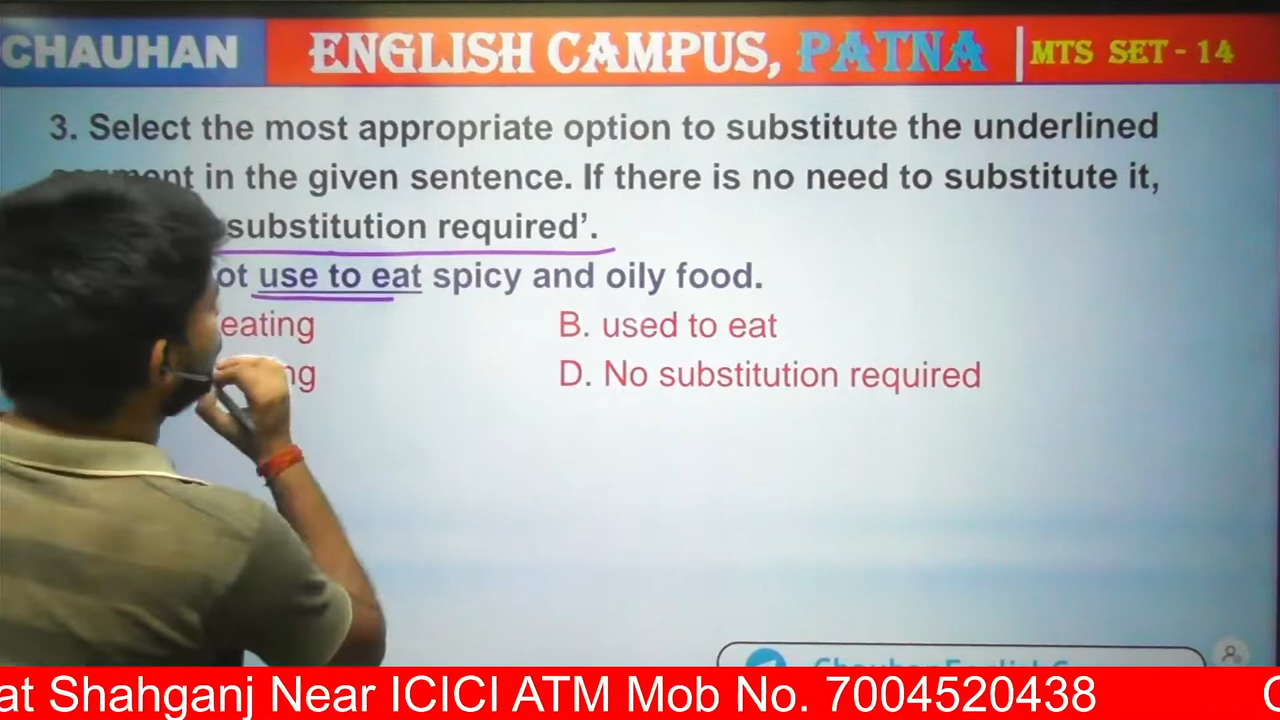 CHAUHAN ENGLISH CAMPUS, PATNA MTS SET - 14
3. Select the most appropriate option to substitute the underlined
in the given sentence. If there is no need to substitute it,
substitution required’.
use to eat spicy and oily food.
eating B. used to eat
D. No substitution required
at Shahganj Near ICICI ATM Mob No. 7004520438